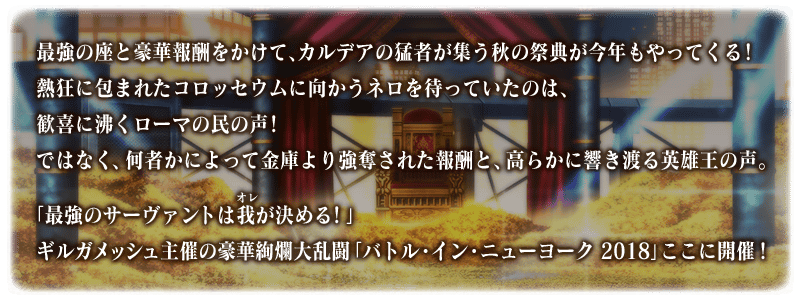 最強の座と豪華報酬をかけて、カルデアの猛者が集う秋の祭典が今年もやってくる！
熱狂に包まれたコロッセウムに向かうネロを待っていたのは、
歓喜に沸くローマの民の声！
ではなく、何者かによって金庫より強奪された報酬と、高らかに響き渡る英雄王の声。
オレ
「最強のサーヴァントは我が決める！」
ギルガメッシュ主催の豪華絢爛大乱闘「バトル・イン・ニューヨーク 2018」ここに開催！